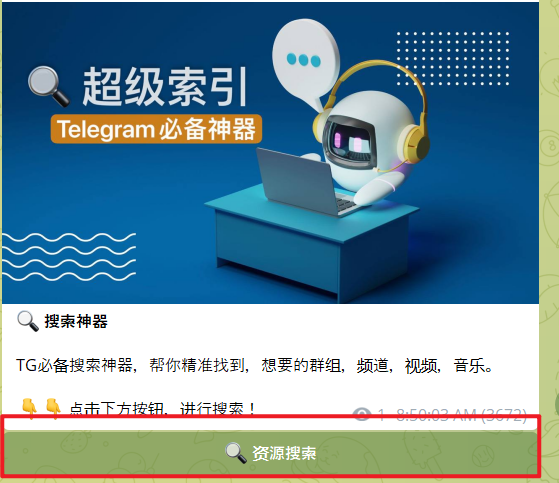 超级索引
Telegram必备神器
🔍 搜索神器
TG必备搜索神器，帮你精准找到，想要的群组，频道，视频，音乐。
👇👇 点击下方按钮，进行搜索！
1 8:50:03 AM (3672)
🔍 资源搜索